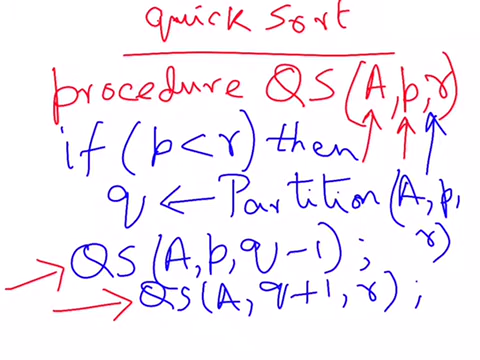 quick sort
procedure QS(A,p,r)
if (p<r) then
q ← Partition(A,p,
r)
QS(A,p,q-1);
QS(A,q+1,r);